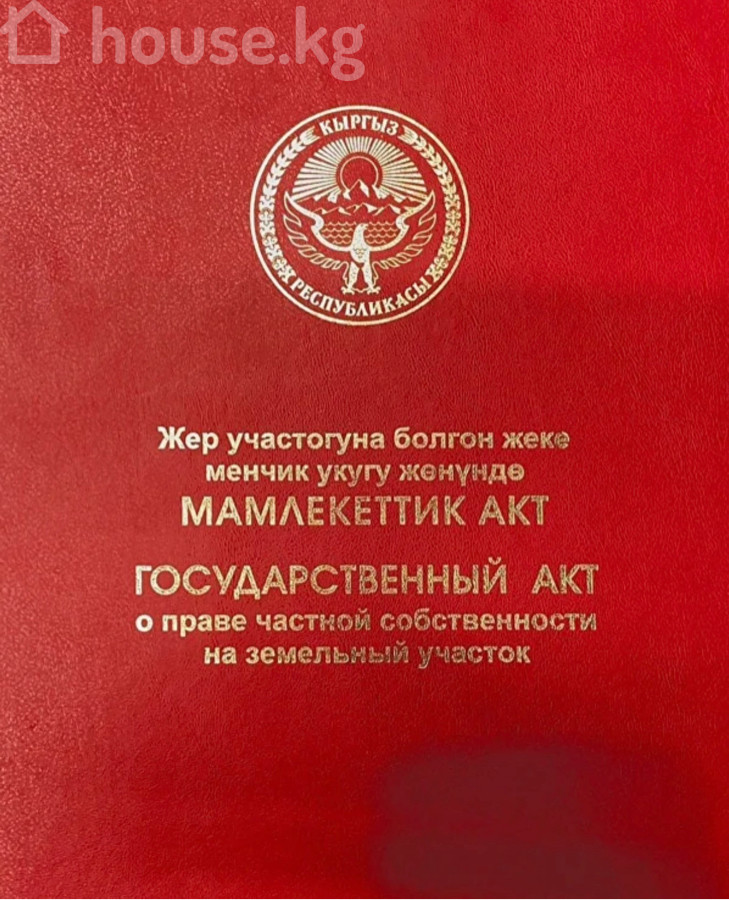 house.kg
КЫРГЫЗ
РЕСПУБЛИКАСЫ
Жер участогуна болгон жеке
менчик укугу жөнүндө
МАМЛЕКЕТТИК АКТ
ГОСУДАРСТВЕННЫЙ АКТ
о праве частной собственности
на земельный участок